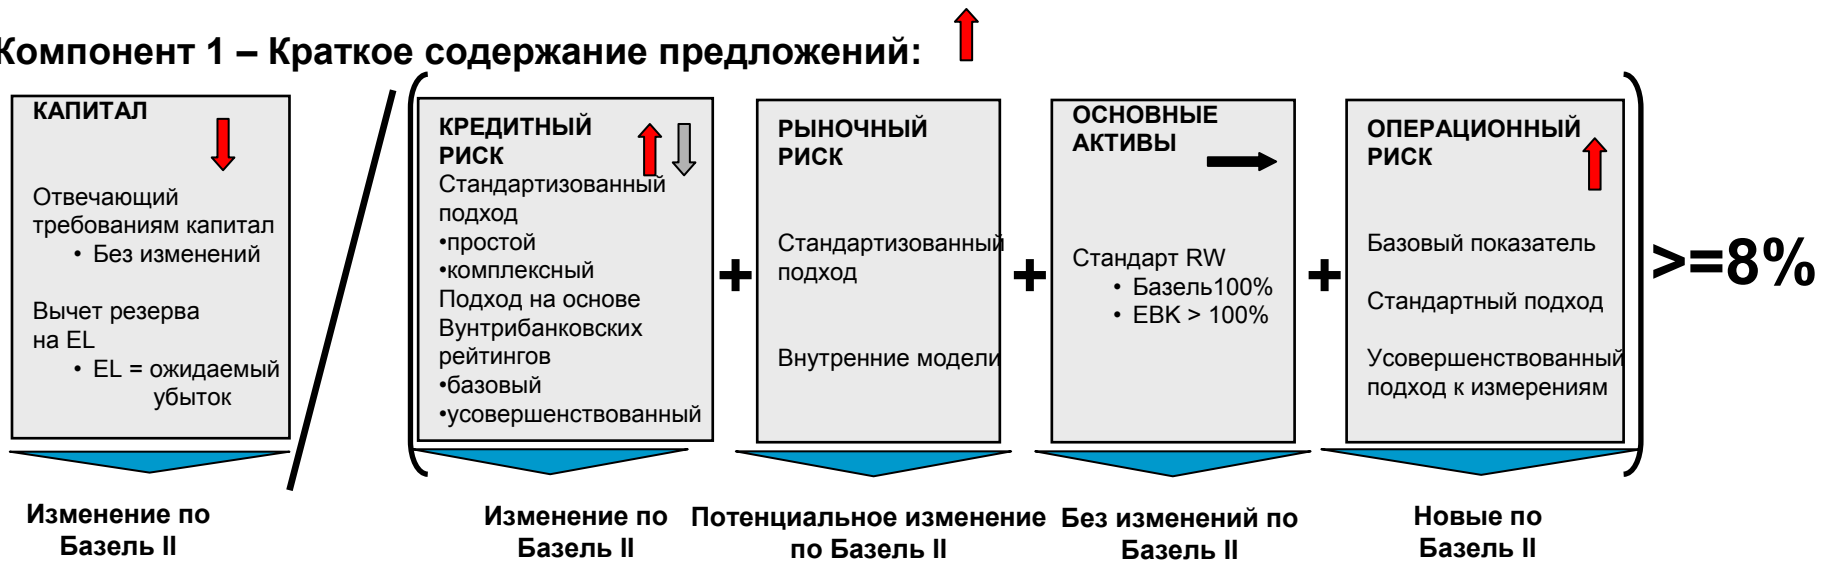 Компонент 1 – Краткое содержание предложений:
КАПИТАЛ
Отвечающий
требованиям капитал
• Без изменений
Вычет резерва
на EL
• EL = ожидаемый
убыток
Изменение по
Базель II
/
(
КРЕДИТНЫЙ
РИСК
Стандартизованный
подход
•простой
•комплексный
Подход на основе
Вунтрибанковских
рейтингов
•базовый
•усовершенствованный
Изменение по
Базель II
+
РЫНОЧНЫЙ
РИСК
Стандартизованный
подход
Внутренние модели
Потенциальное изменение
по Базель II
+
ОСНОВНЫЕ
АКТИВЫ
Стандарт RW
• Базель100%
• EBK > 100%
Без изменений по
Базель II
+
ОПЕРАЦИОННЫЙ
РИСК
Базовый показатель
Стандартный подход
Усовершенствованный
подход к измерениям
Новые по
Базель II
)
>=8%